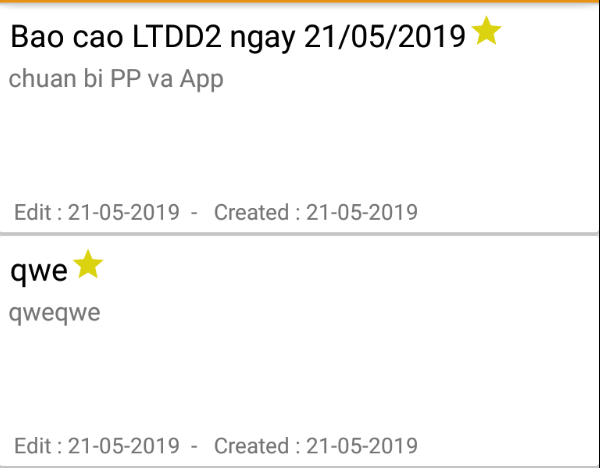 Bao cao LTDD2 ngay 21/05/2019
chuan bi PP va App
Edit : 21-05-2019 - Created : 21-05-2019
qwe
qweqwe
Edit : 21-05-2019 - Created : 21-05-2019